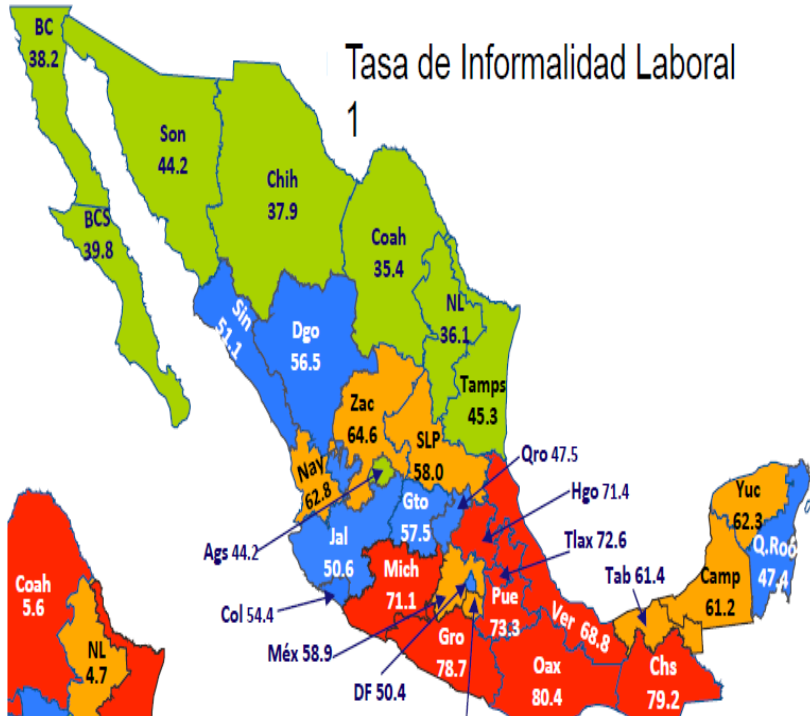 Tasa de Informalidad Laboral
1
BC
38.2
Son
44.2
Chih
37.9
BCS
39.8
Coah
35.4
NL
36.1
Sin
51.1
Dgo
56.5
Tamps
45.3
Zac
64.6
SLP
58.0
Nay
62.8
Qro 47.5
Hgo 71.4
Gto
57.5
Ags 44.2
Jal
50.6
Tlax 72.6
Mich
71.1
Pue
73.3
Col 54.4
Méx 58.9
DF 50.4
Gro
78.7
Ver 68.8
Oax
80.4
Tab 61.4
Chs
79.2
Camp
61.2
Yuc
62.3
Q.Roo
47.4
Coah
5.6
NL
4.7